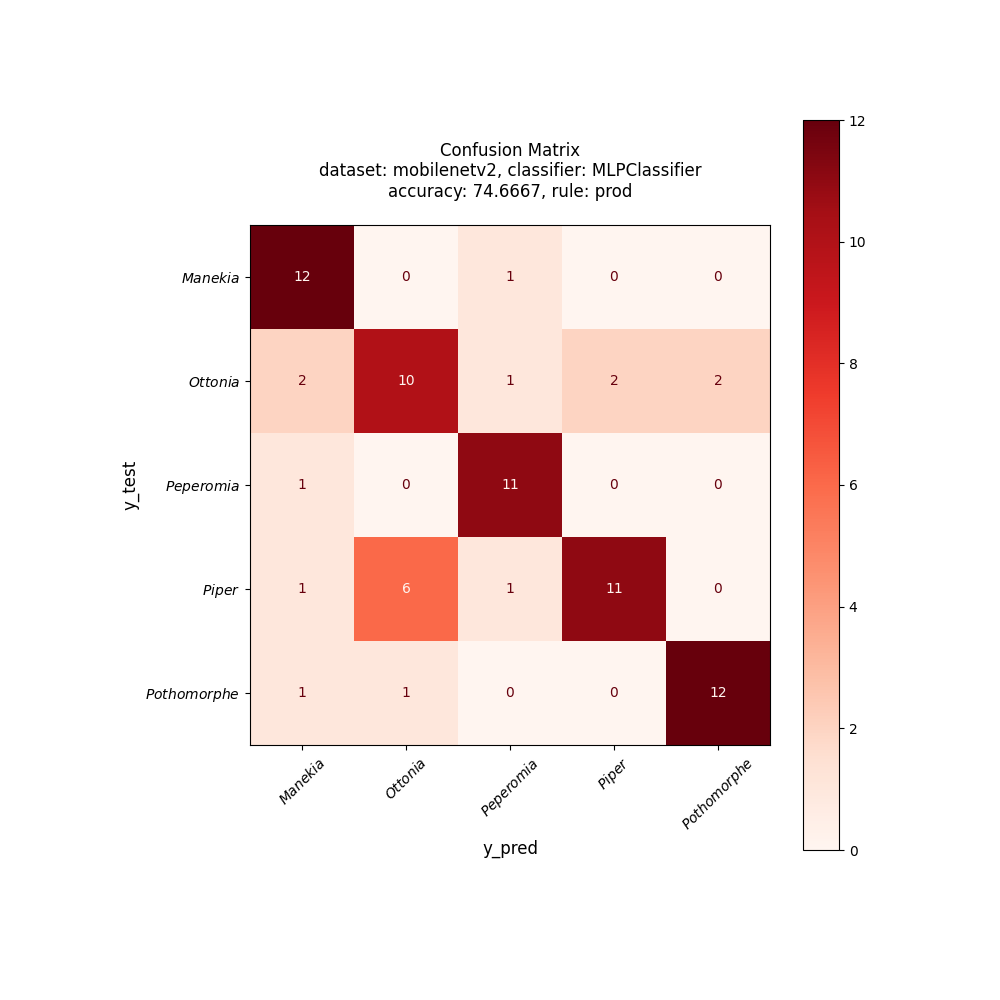 Confusion Matrix
dataset: mobilenetv2, classifier: MLPClassifier
accuracy: 74.6667, rule: prod
y_test
Manekia 12 0 1 0 0
Ottonia 2 10 1 2 2
Peperomia 1 0 11 0 0
Piper 1 6 1 11 0
Pothomorphe 1 1 0 0 12
Manekia Ottonia Peperomia Piper Pothomorphe
y_pred
12
10
8
6
4
2
0